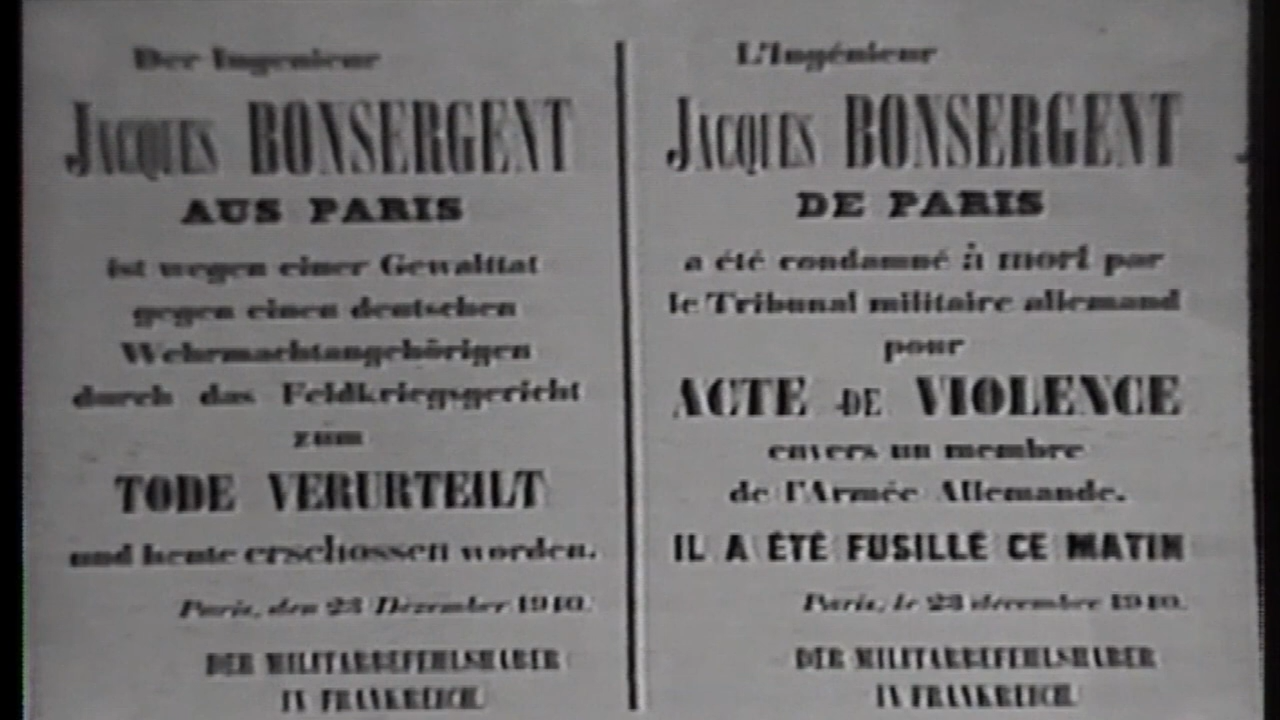 Der Ingenieur
JACQUES BONSERGENT
AUS PARIS
ist wegen einer Gewalttat
gegen einen deutschen
Wehrmachtangehörigen
durch das Feldkriegsgericht
zum
TODE VERURTEILT
und heute erschossen worden.
Paris, den 23 Dezember 1940.
DER MILITARBEFEHLSHABER
IN FRANKREICH.
L'Ingénieur
JACQUES BONSERGENT
DE PARIS
a été condamné à mort par
le Tribunal militaire allemand
pour
ACTE DE VIOLENCE
envers un membre
de l'Armée Allemande.
IL A ÉTÉ FUSILLÉ CE MATIN
Paris, le 23 décembre 1940.
DER MILITARBEFEHLSHABER
IN FRANKREICH.